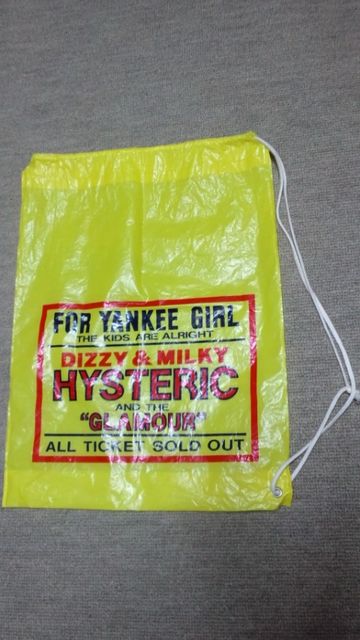 FOR YANKEE GIRL
THE KIDS ARE ALRIGHT
DIZZY & MILKY
HYSTERIC
AND THE
"GLAMOUR"
ALL TICKET SOLD OUT